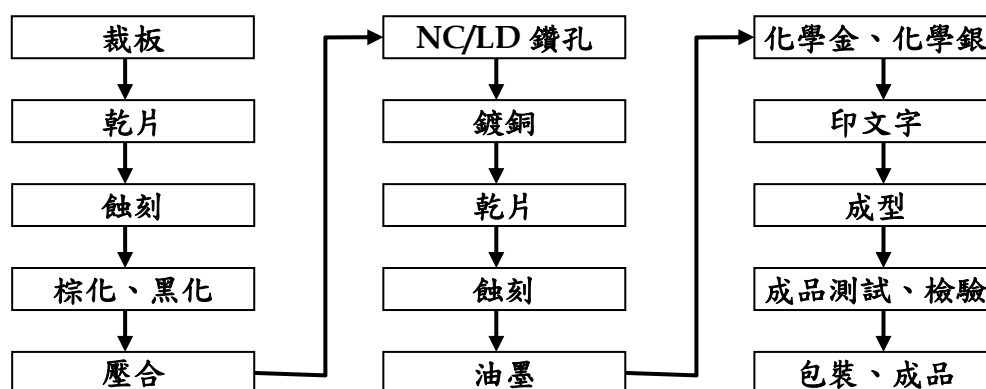 裁板
乾片
蝕刻
棕化、黑化
壓合
NC/LD 鑽孔
鍍銅
乾片
蝕刻
油墨
化學金、化學銀
印文字
成型
成品測試、檢驗
包裝、成品